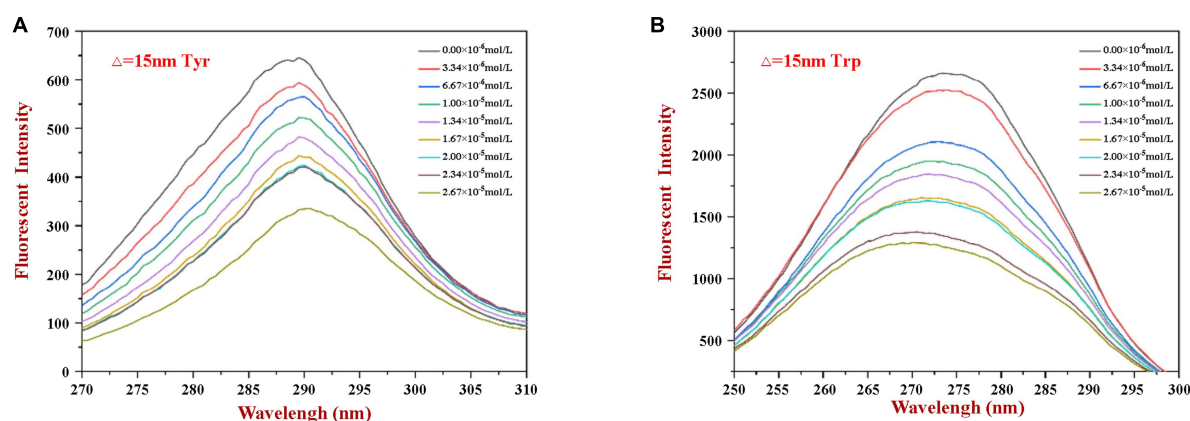 A
△=15nm Tyr
Fluorescent Intensity
700
600
500
400
300
200
100
0
0.00×10⁻⁶mol/L
3.34×10⁻⁶mol/L
6.67×10⁻⁶mol/L
1.00×10⁻⁵mol/L
1.34×10⁻⁵mol/L
1.67×10⁻⁵mol/L
2.00×10⁻⁵mol/L
2.34×10⁻⁵mol/L
2.67×10⁻⁵mol/L
270 275 280 285 290 295 300 305 310
Wavelengh (nm)
B
△=15nm Trp
Fluorescent Intensity
3000
2500
2000
1500
1000
500
0.00×10⁻⁶mol/L
3.34×10⁻⁶mol/L
6.67×10⁻⁶mol/L
1.00×10⁻⁵mol/L
1.34×10⁻⁵mol/L
1.67×10⁻⁵mol/L
2.00×10⁻⁵mol/L
2.34×10⁻⁵mol/L
2.67×10⁻⁵mol/L
250 255 260 265 270 275 280 285 290 295 300
Wavelengh (nm)